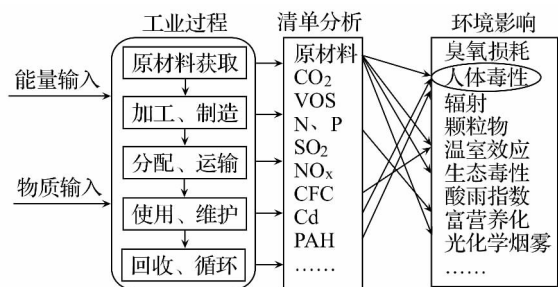 工业过程
清单分析
环境影响
能量输入
物质输入
原材料获取
加工、制造
分配、运输
使用、维护
回收、循环
原材料
CO₂
VOS
N、P
SO₂
NOₓ
CFC
Cd
PAH
……
臭氧损耗
人体毒性
辐射
颗粒物
温室效应
生态毒性
酸雨指数
富营养化
光化学烟雾
……